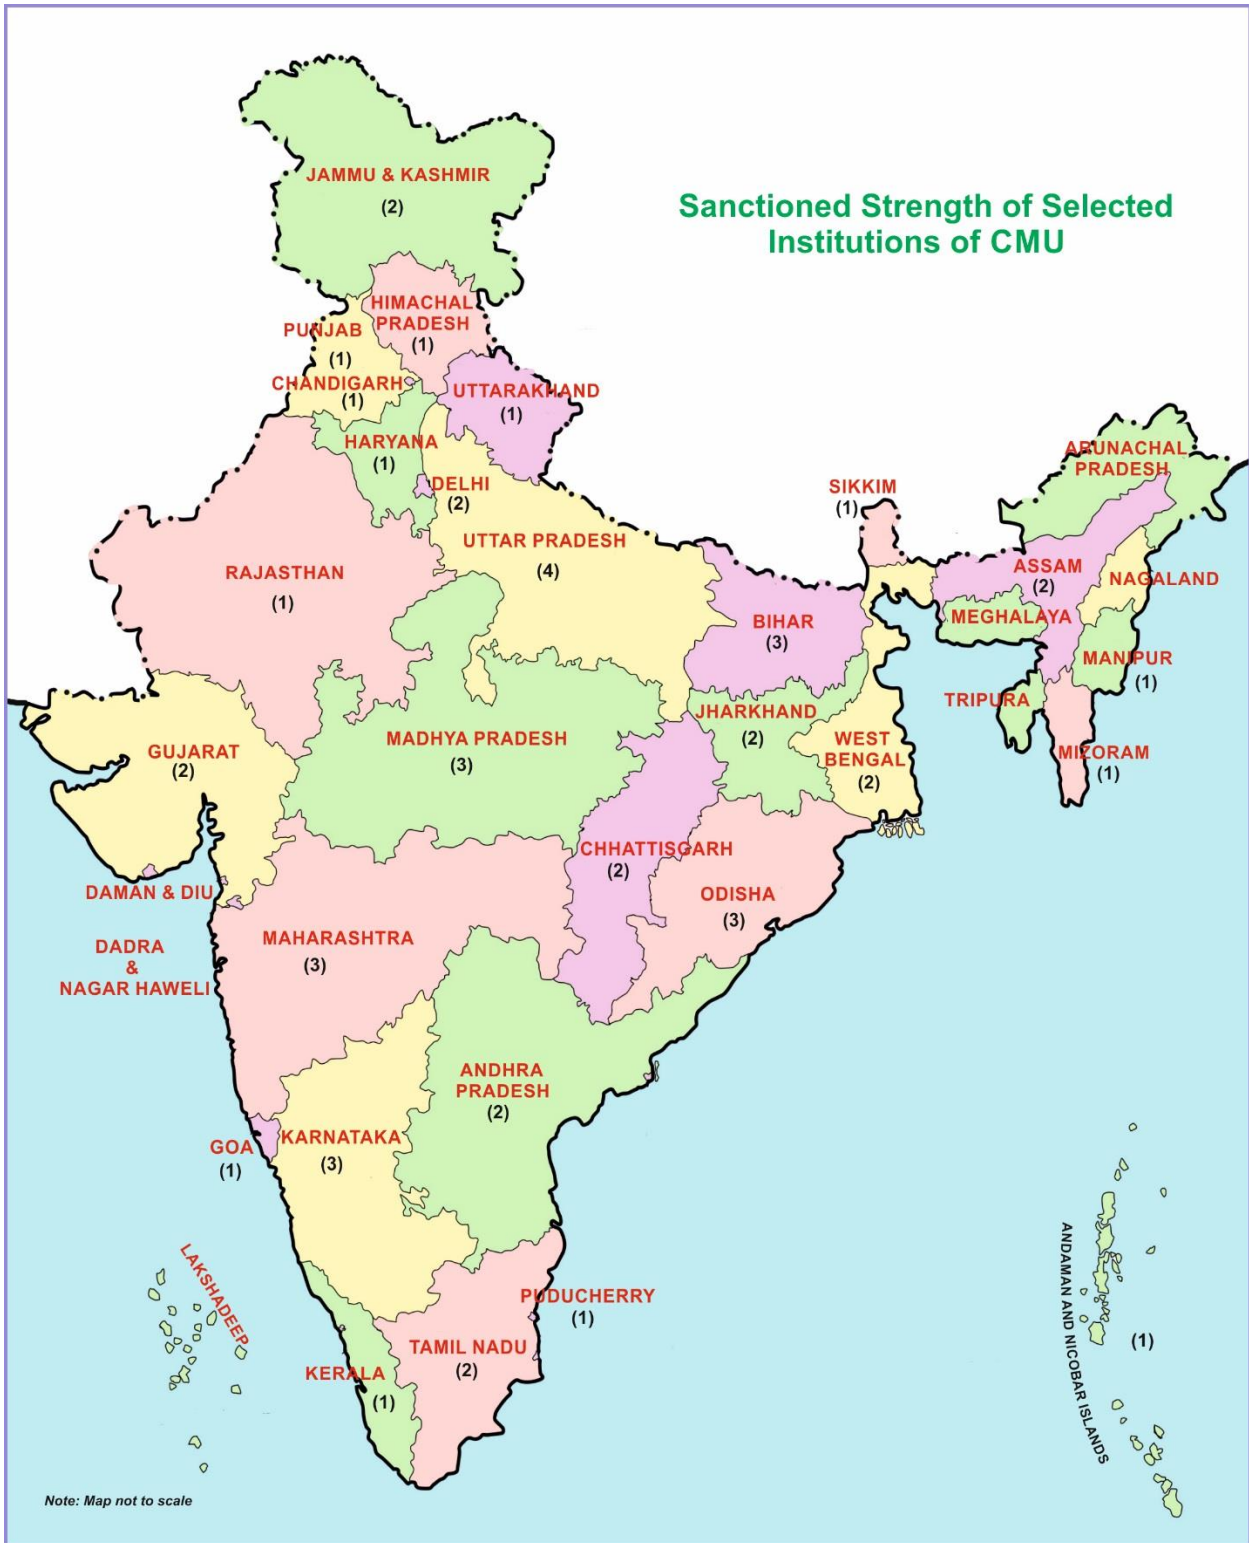 JAMMU & KASHMIR
(2)
Sanctioned Strength of Selected
Institutions of CMU
HIMACHAL
PRADESH
(1)
PUNJAB
(1)
CHANDIGARH
(1)
UTTARAKHAND
(1)
HARYANA
(1)
DELHI
(2)
ARUNACHAL
PRADESH
SIKKIM
(1)
UTTAR PRADESH
(4)
RAJASTHAN
(1)
ASSAM
(2)
NAGALAND
BIHAR
(3)
MEGHALAYA
MANIPUR
(1)
TRIPURA
JHARKHAND
(2)
MADHYA PRADESH
(3)
GUJARAT
(2)
WEST
BENGAL
(2)
MIZORAM
(1)
CHHATTISGARH
(2)
DAMAN & DIU
ODISHA
(3)
DADRA
&
NAGAR HAWELI
MAHARASHTRA
(3)
ANDHRA
PRADESH
(2)
GOA
(1)
KARNATAKA
(3)
LAKSHADEEP
PUDUCHERRY
(1)
ANDAMAN AND NICOBAR ISLANDS
(1)
TAMIL NADU
(2)
KERALA
(1)
Note: Map not to scale